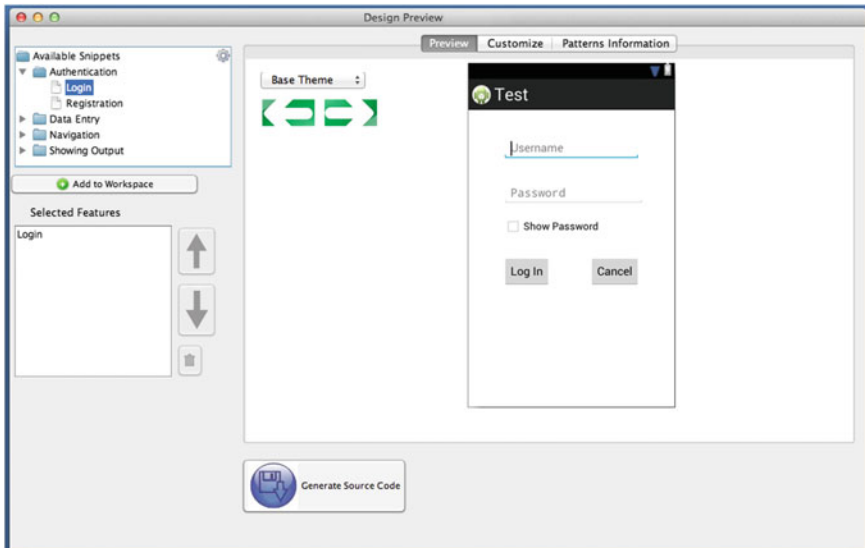 Design Preview
Available Snippets
Authentication
Login
Registration
Data Entry
Navigation
Showing Output
Add to Workspace
Selected Features
Login
Preview
Customize
Patterns Information
Base Theme
Test
Username
Password
Show Password
Log In
Cancel
Generate Source Code